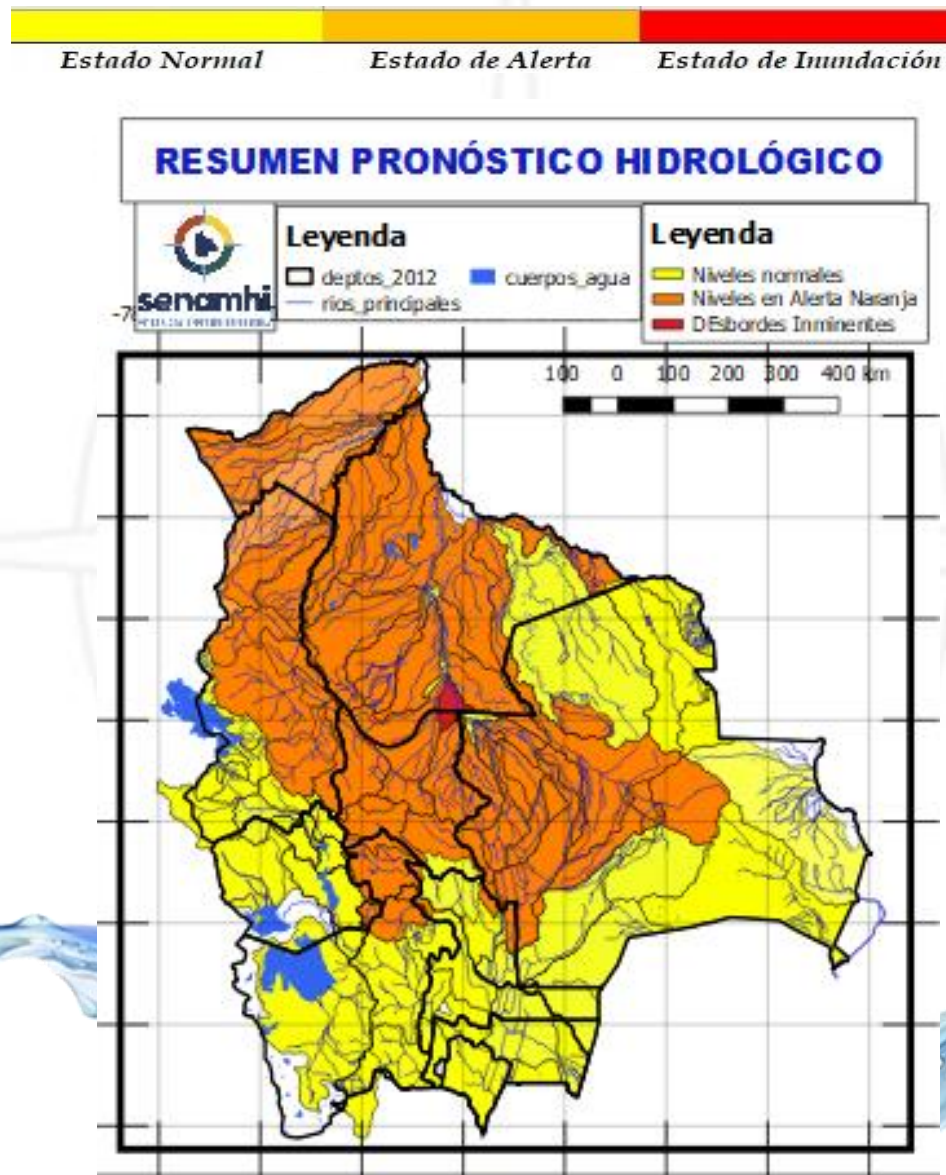 Estado Normal Estado de Alerta Estado de Inundación
RESUMEN PRONÓSTICO HIDROLÓGICO
senamhi
Leyenda
deptos_2012 cuerpos_agua
rios_principales
Leyenda
Niveles normales
Niveles en Alerta Naranja
DEsbordes Inminentes
100 0 100 200 300 400 km